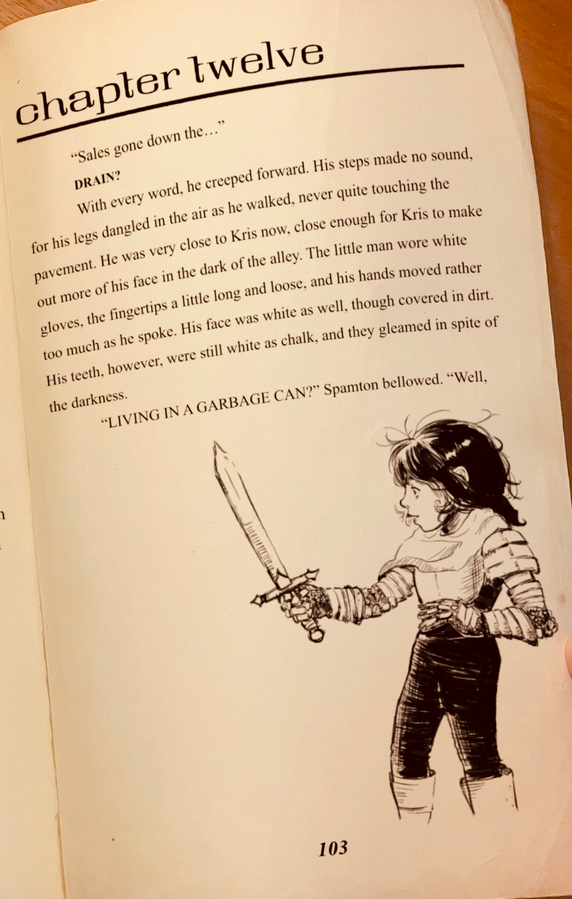 chapter twelve
“Sales gone down the…”
DRAIN?
With every word, he creeped forward. His steps made no sound,
for his legs dangled in the air as he walked, never quite touching the
pavement. He was very close to Kris now, close enough for Kris to make
out more of his face in the dark of the alley. The little man wore white
gloves, the fingertips a little long and loose, and his hands moved rather
too much as he spoke. His face was white as well, though covered in dirt.
His teeth, however, were still white as chalk, and they gleamed in spite of
the darkness.
“LIVING IN A GARBAGE CAN?” Spamton bellowed. “Well,
103